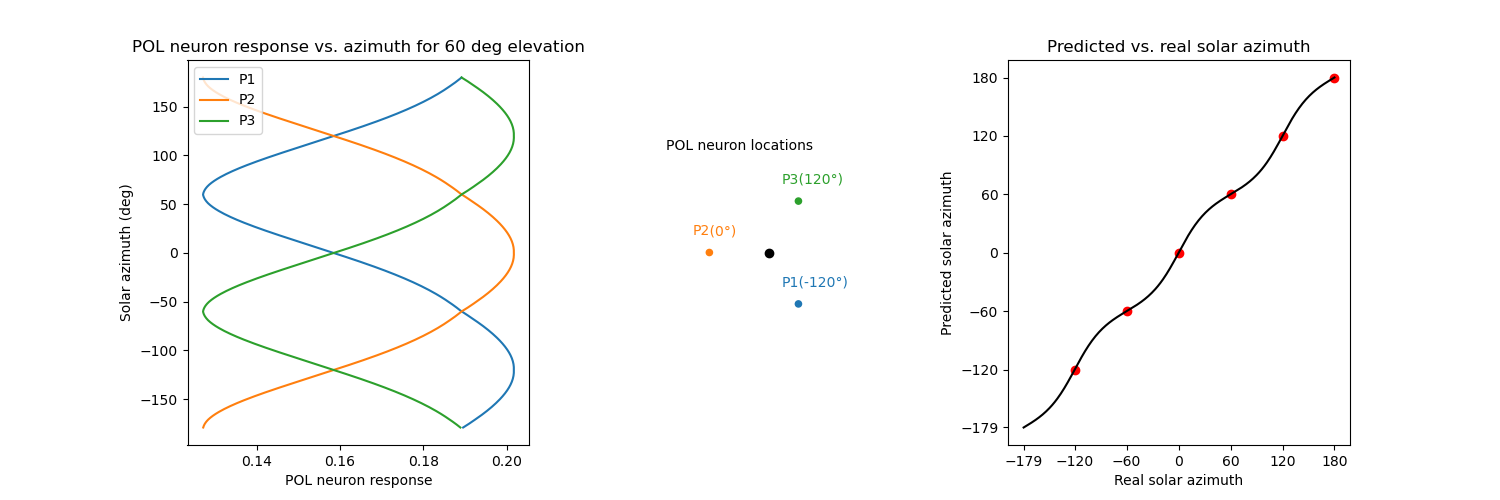 POL neuron response vs. azimuth for 60 deg elevation
P1
P2
P3
150
100
50
0
−50
−100
−150
Solar azimuth (deg)
0.14
0.16
0.18
0.20
POL neuron response
POL neuron locations
P3(120°)
P2(0°)
P1(-120°)
Predicted vs. real solar azimuth
180
120
60
0
−60
−120
−179
Predicted solar azimuth
−179
−120
−60
0
60
120
180
Real solar azimuth